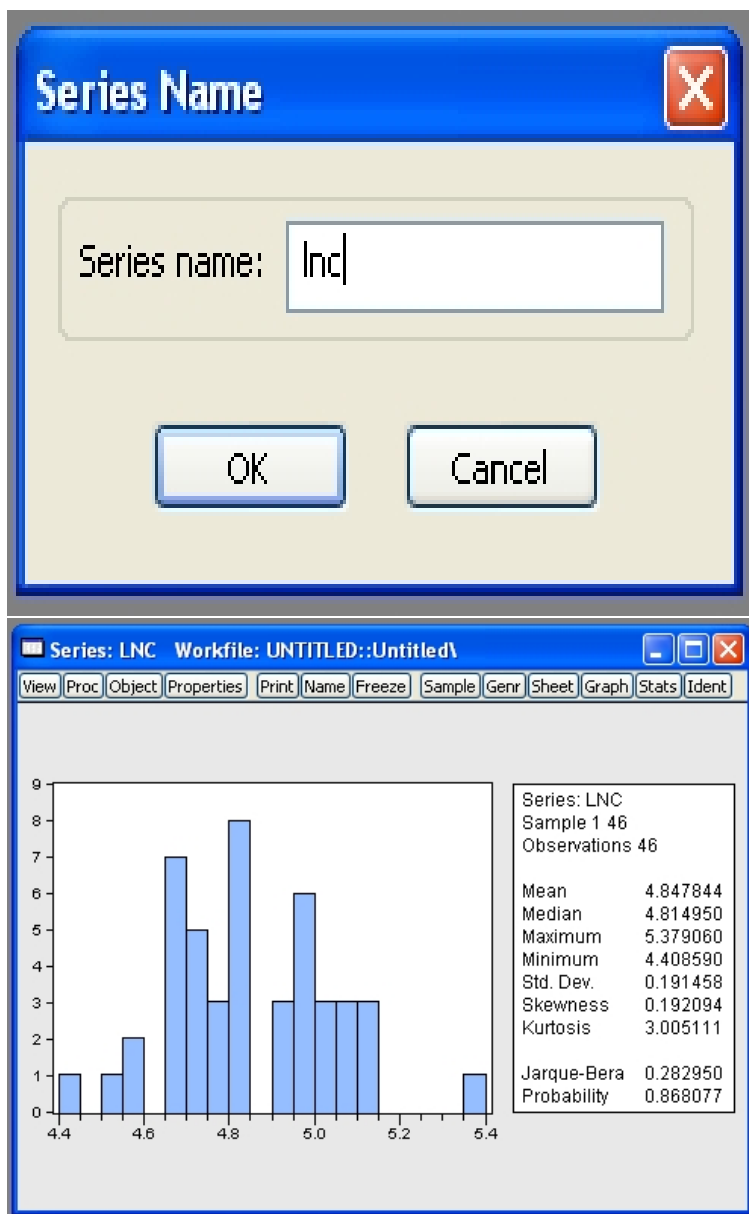 Series Name
Series name: lnc
OK Cancel
Series: LNC Workfile: UNTITLED::Untitled\
View Proc Object Properties Print Name Freeze Sample Genr Sheet Graph Stats Ident
9
8
7
6
5
4
3
2
1
0
4.4 4.6 4.8 5.0 5.2 5.4
Series: LNC
Sample 1 46
Observations 46
Mean 4.847844
Median 4.814950
Maximum 5.379060
Minimum 4.408590
Std. Dev. 0.191458
Skewness 0.192094
Kurtosis 3.005111
Jarque-Bera 0.282950
Probability 0.868077